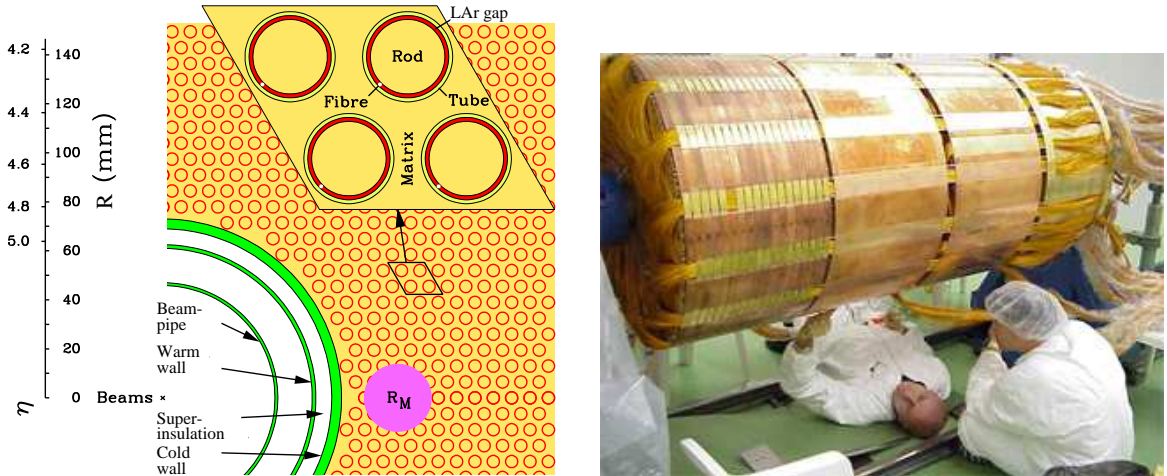 4.2
4.4
4.6
4.8
5.0
η
140
120
100
80
60
40
20
0
R (mm)
LAr gap
Rod
Fibre
Tube
Matrix
Beam-
pipe
Warm
wall
Beams
Super-
insulation
Cold
wall
R_M